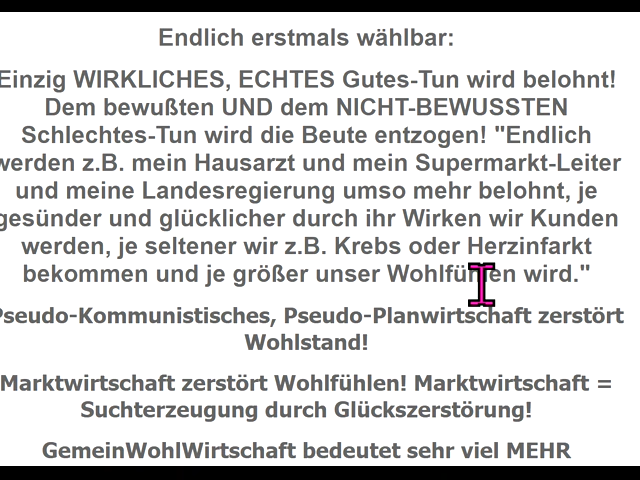 Endlich erstmals wählbar:
Einzig WIRKLICHES, ECHTES Gutes-Tun wird belohnt!
Dem bewußten UND dem NICHT-BEWUSSTEN
Schlechtes-Tun wird die Beute entzogen! "Endlich
werden z.B. mein Hausarzt und mein Supermarkt-Leiter
und meine Landesregierung umso mehr belohnt, je
gesünder und glücklicher durch ihr Wirken wir Kunden
werden, je seltener wir z.B. Krebs oder Herzinfarkt
bekommen und je größer unser Wohlfühlen wird."
Pseudo-Kommunistisches, Pseudo-Planwirtschaft zerstört
Wohlstand!
Marktwirtschaft zerstört Wohlfühlen! Marktwirtschaft =
Suchterzeugung durch Glückszerstörung!
GemeinWohlWirtschaft bedeutet sehr viel MEHR